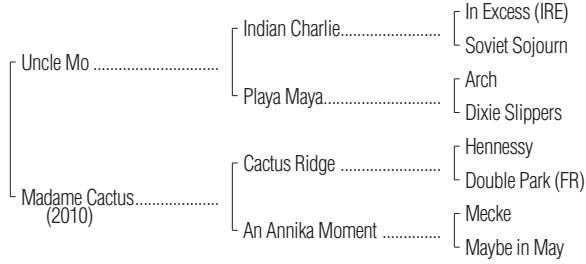 In Excess (IRE)
Indian Charlie
Soviet Sojourn
Uncle Mo
Arch
Playa Maya
Dixie Slippers
Hennessy
Cactus Ridge
Double Park (FR)
Madame Cactus
(2010)
Mecke
An Annika Moment
Maybe in May